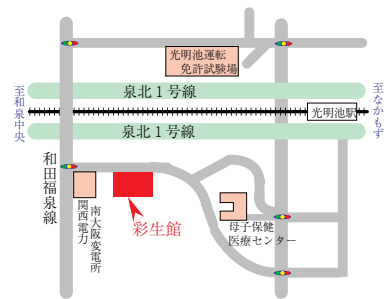 光明池運転
免許試験場
泉北1号線
至和泉中央
光明池駅
至なかもず
泉北1号線
和田福泉線
関西電力
南大阪変電所
彩生館
母子保健
医療センター